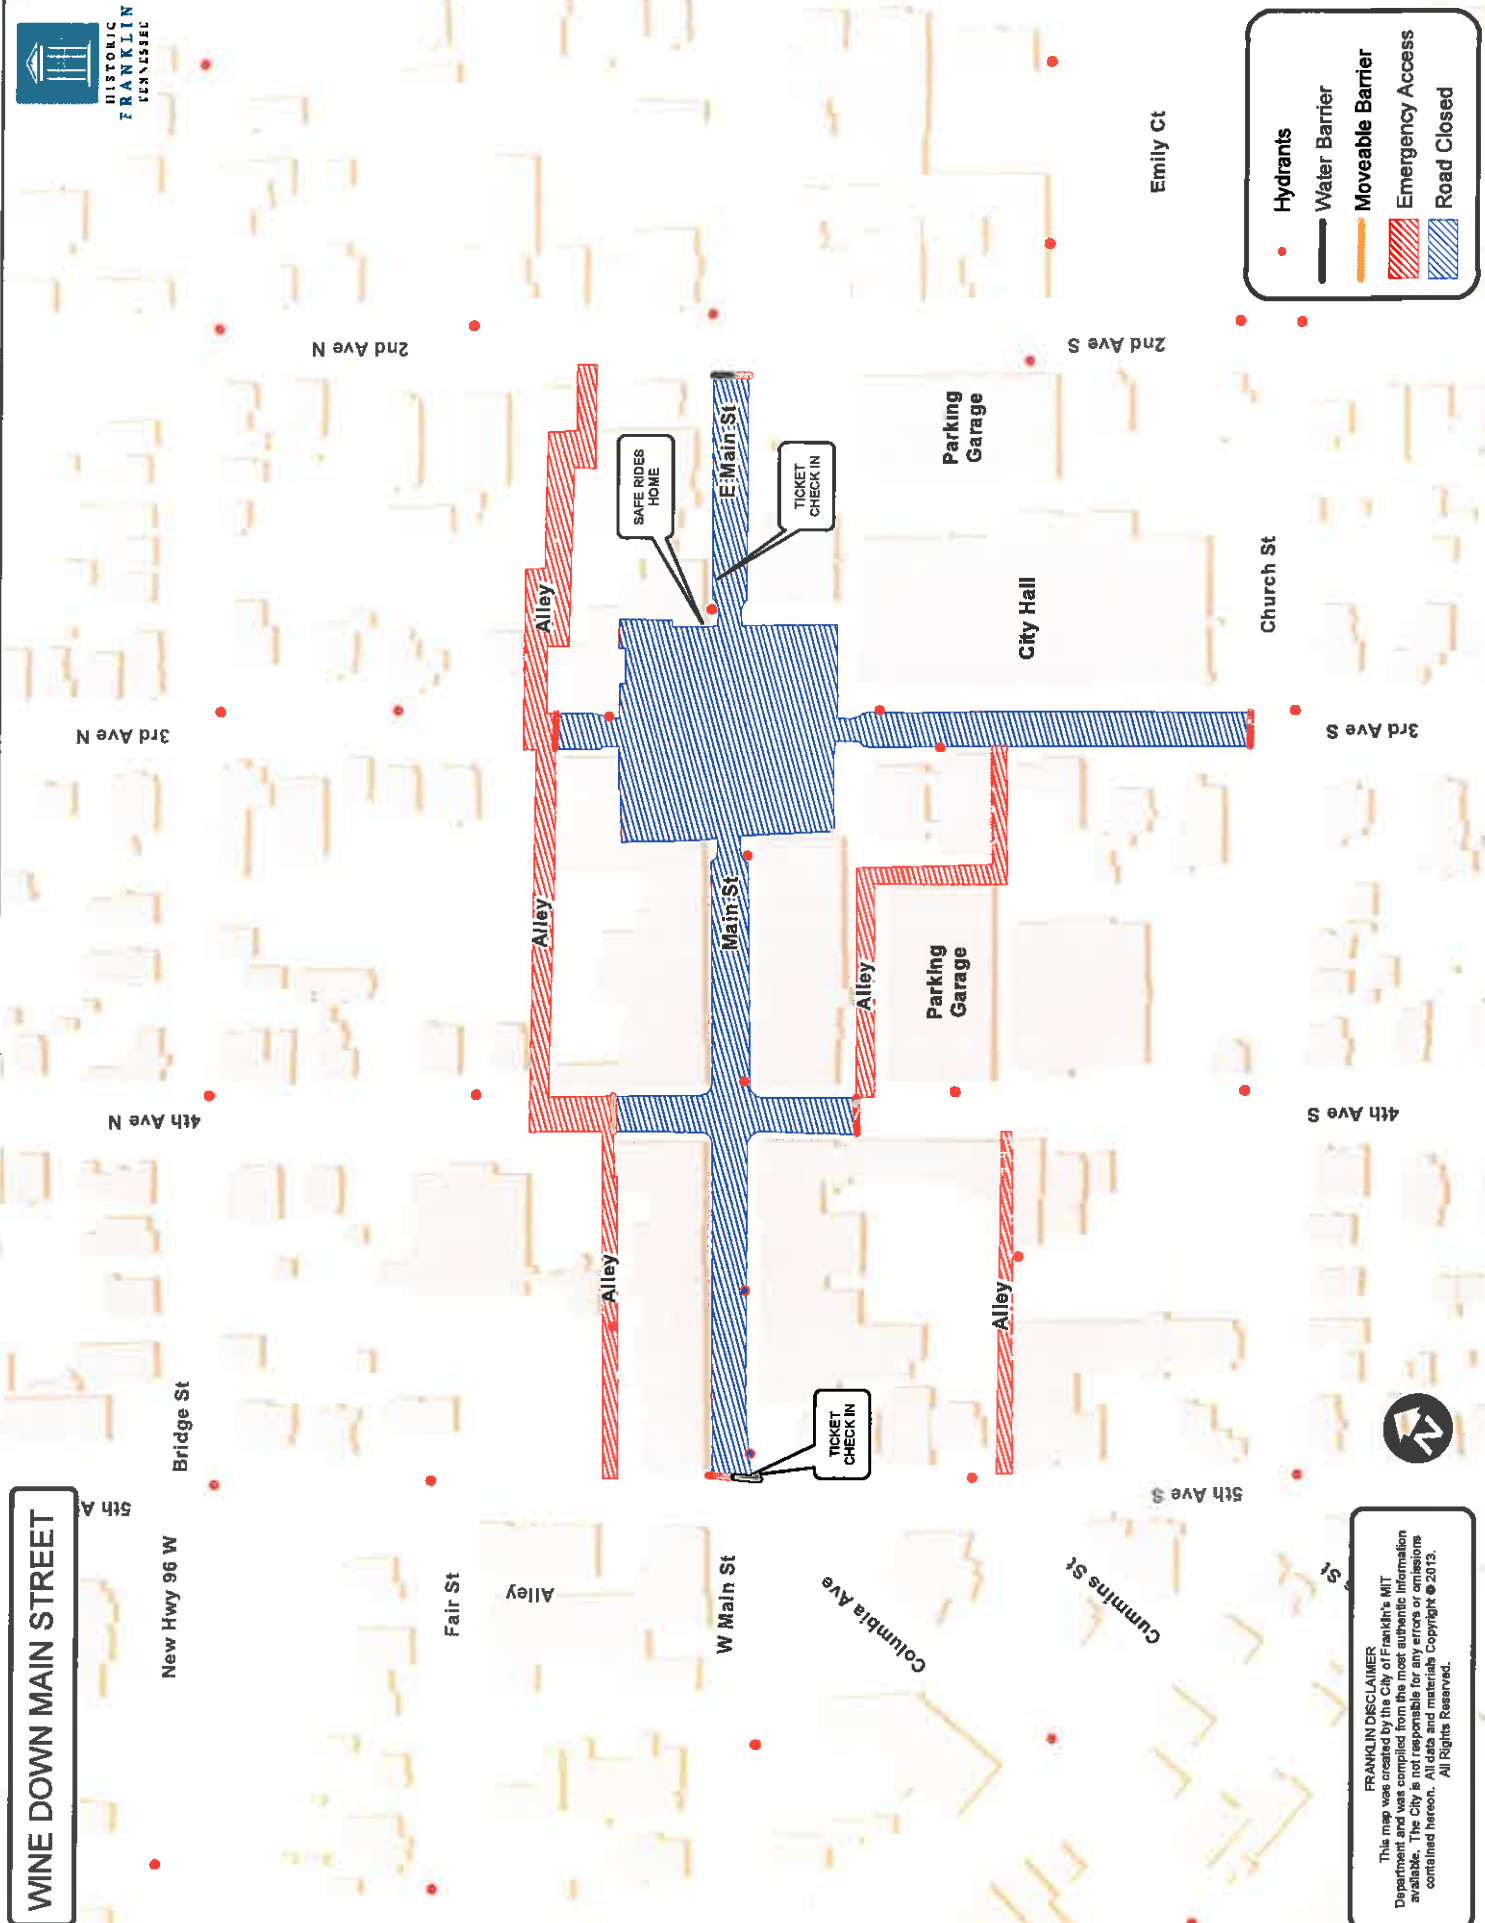 WINE DOWN MAIN STREET
HISTORIC
FRANKLIN
TENNESSEE
5th A
Bridge St
New Hwy 96 W
4th Ave N
3rd Ave N
2nd Ave N
Fair St
Alley
Alley
Alley
Alley
SAFE RIDES
HOME
W Main St
Main St
E Main St
TICKET
CHECK IN
TICKET
CHECK IN
Columbia Ave
Alley
Parking
Garage
Parking
Garage
Alley
City Hall
Cummins St
5th Ave S
2nd Ave S
Emily Ct
Church St
St
4th Ave S
3rd Ave S
N
Hydrants
Water Barrier
Moveable Barrier
Emergency Access
Road Closed
FRANKLIN DISCLAIMER
This map was created by the City of Franklin's MIT
Department and was compiled from the most authentic information
available. The City is not responsible for any errors or omissions
contained hereon. All data and materials Copyright © 2013.
All Rights Reserved.